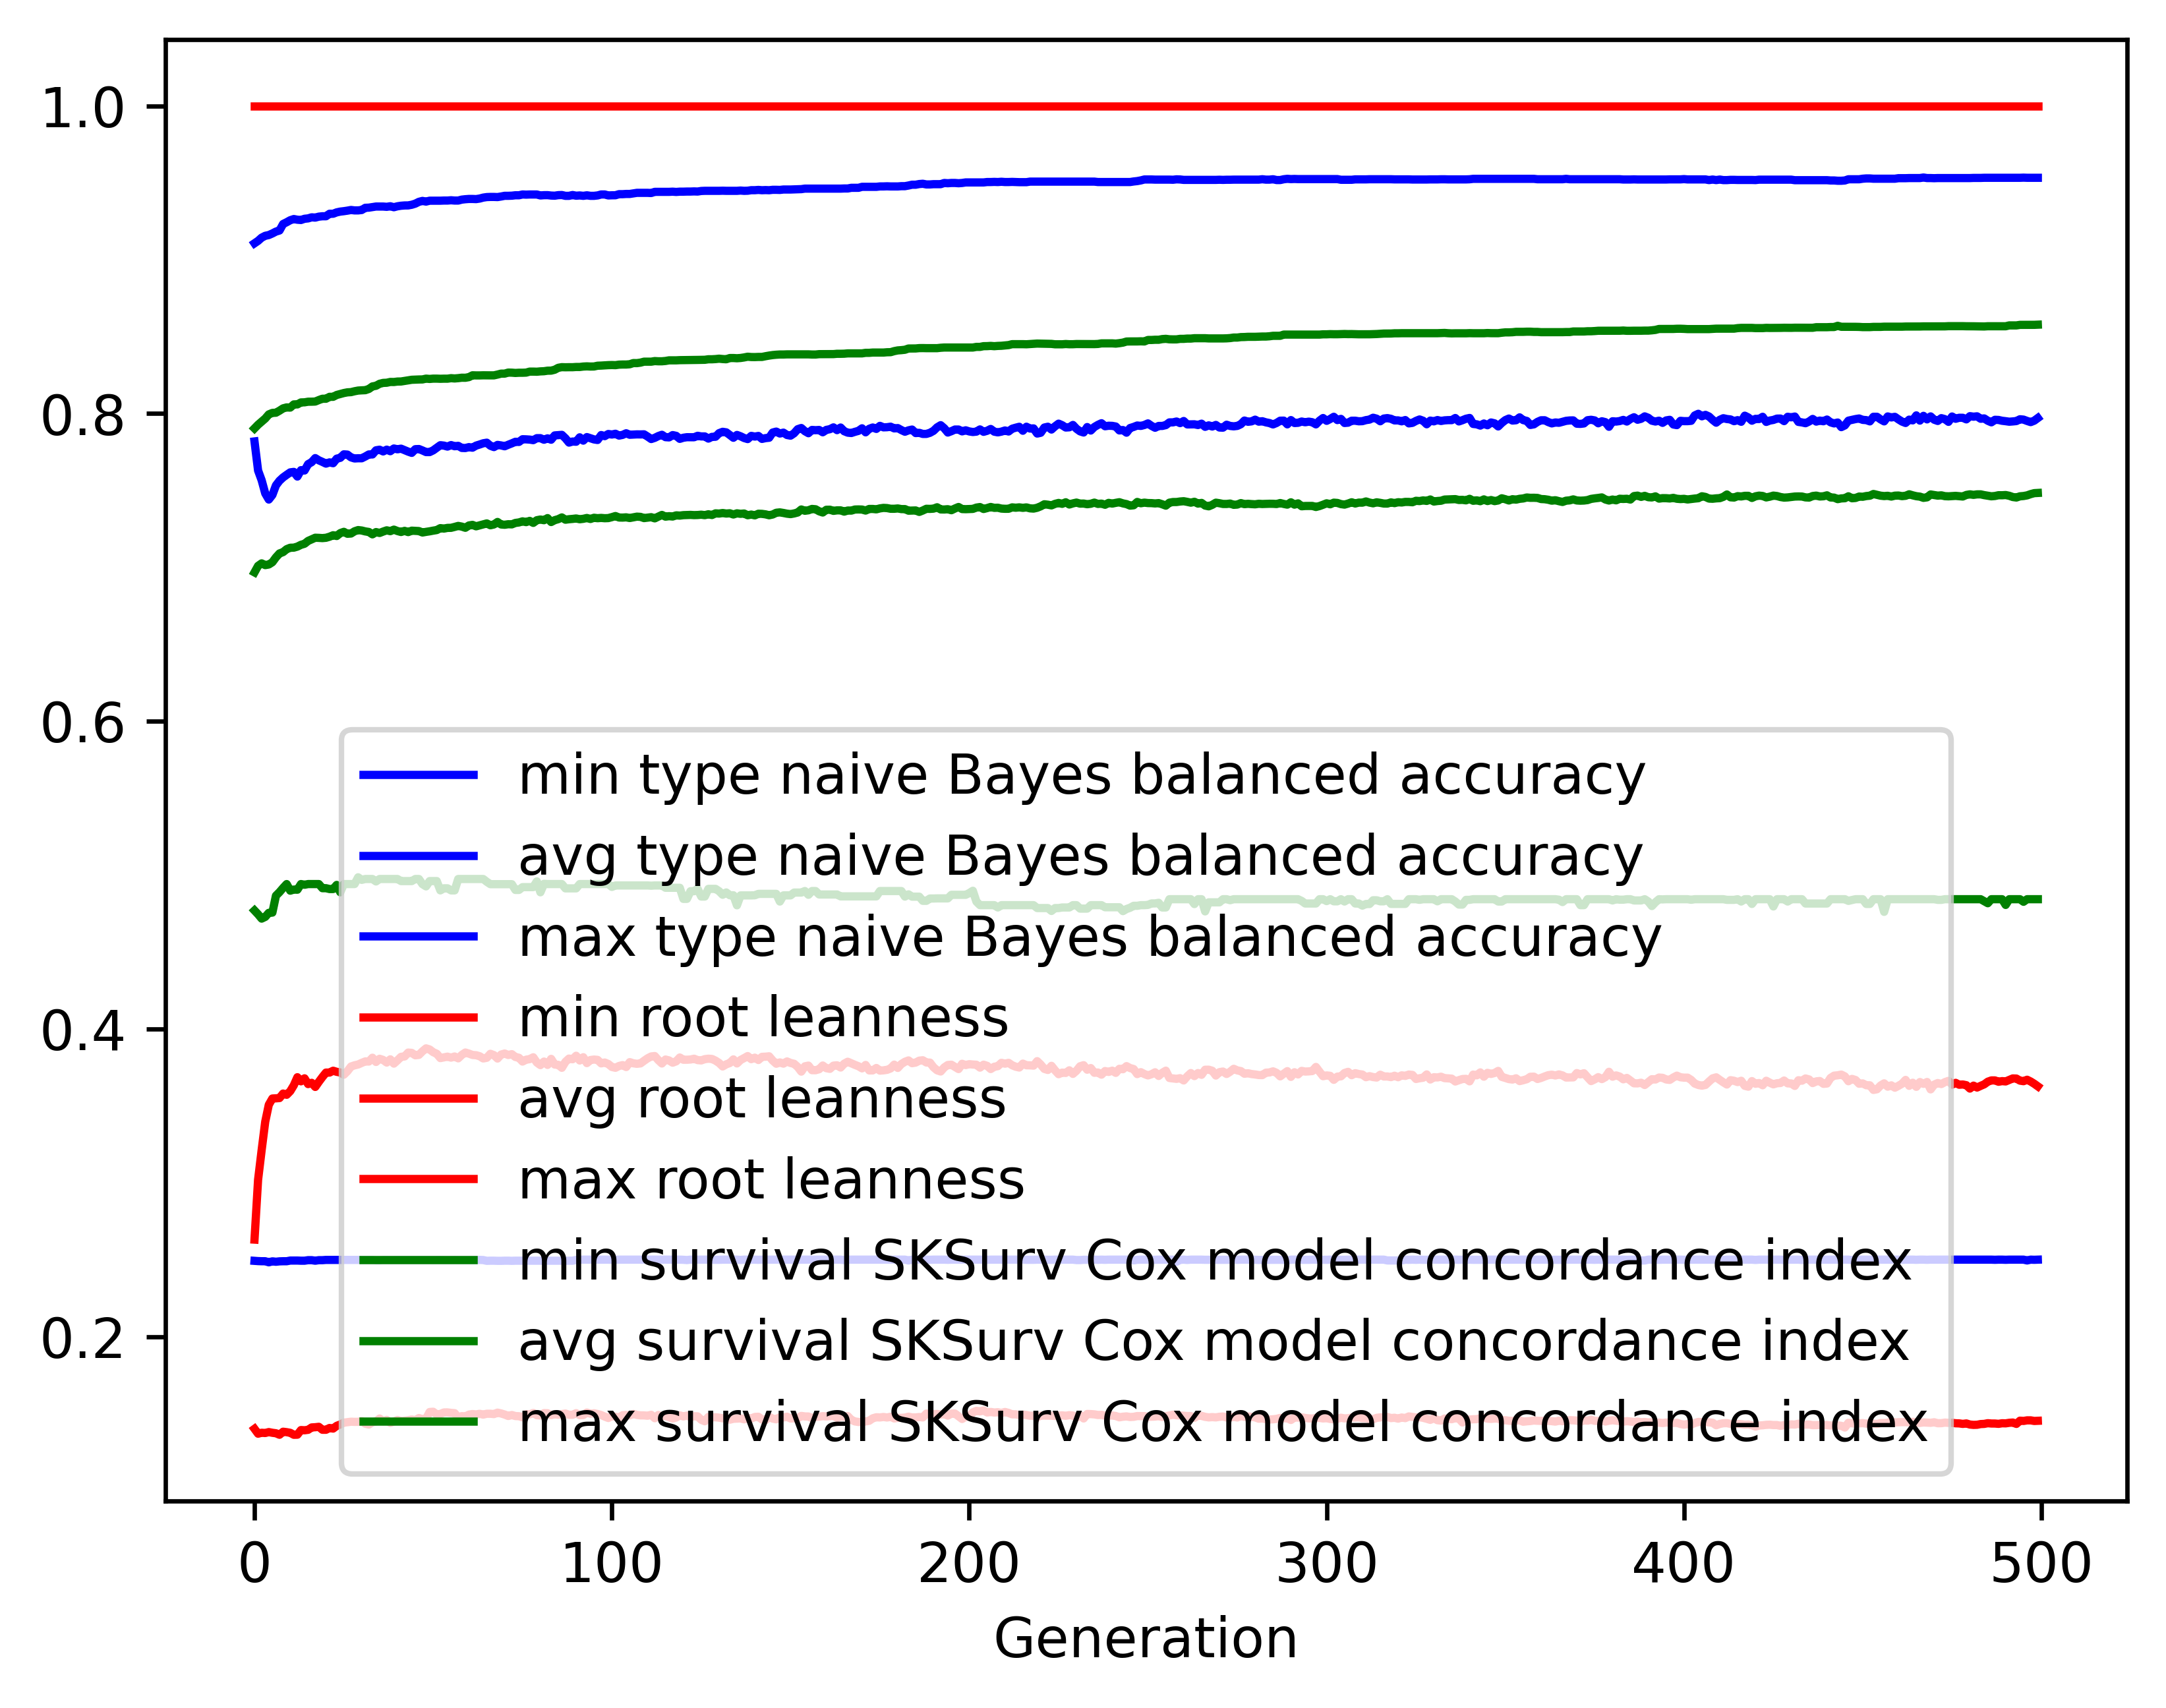 1.0
0.8
0.6
0.4
0.2
min type naive Bayes balanced accuracy
avg type naive Bayes balanced accuracy
max type naive Bayes balanced accuracy
min root leanness
avg root leanness
max root leanness
min survival SKSurv Cox model concordance index
avg survival SKSurv Cox model concordance index
max survival SKSurv Cox model concordance index
0 100 200 300 400 500
Generation